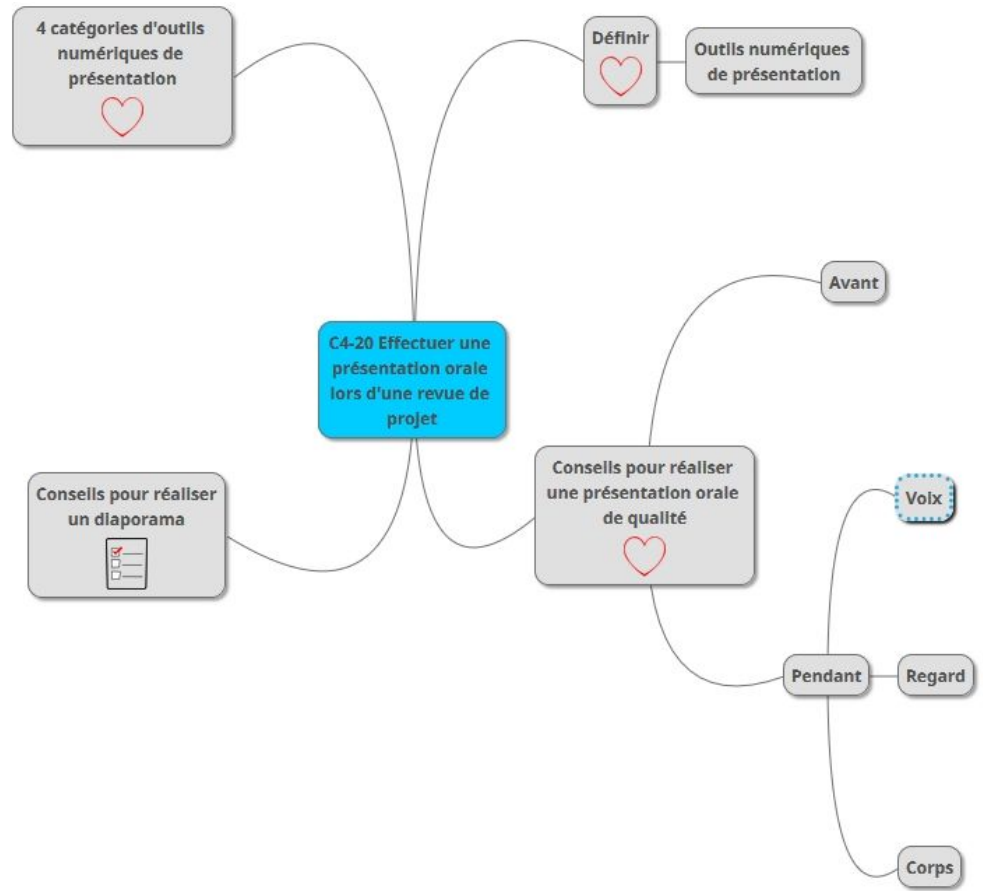 4 catégories d'outils
numériques de
présentation
Définir
Outils numériques
de présentation
Avant
C4-20 Effectuer une
présentation orale
lors d'une revue de
projet
Conseils pour réaliser
une présentation orale
de qualité
Conseils pour réaliser
un diaporama
Voix
Pendant
Regard
Corps